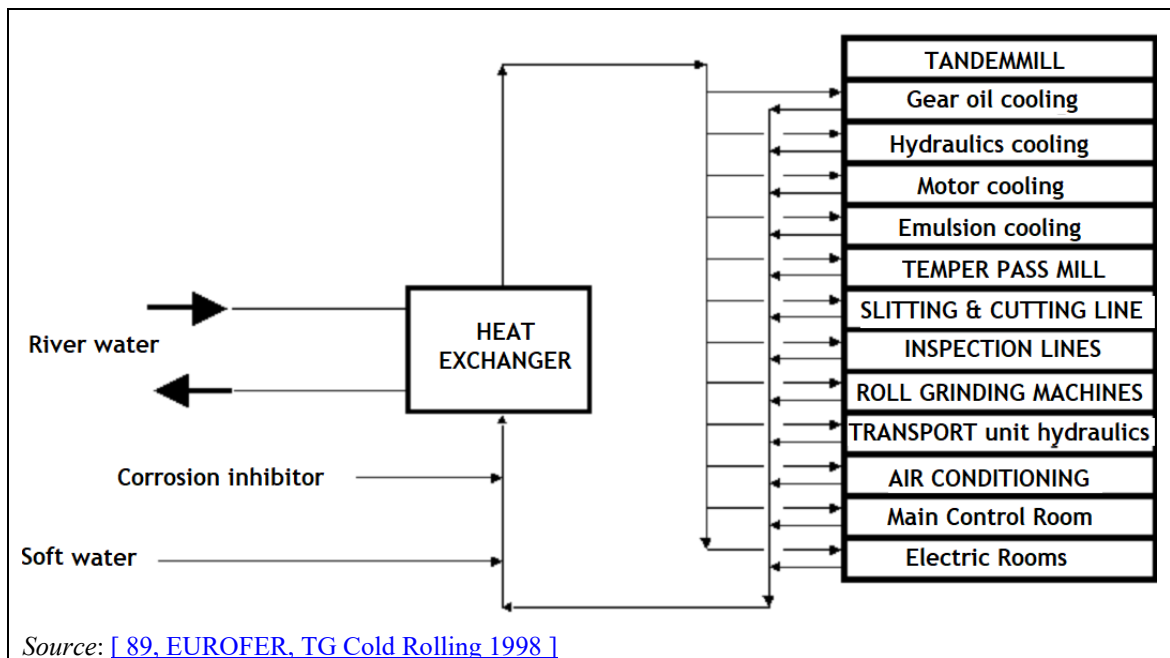 TANDEMMILL
Gear oil cooling
Hydraulics cooling
Motor cooling
Emulsion cooling
TEMPER PASS MILL
SLITTING & CUTTING LINE
INSPECTION LINES
ROLL GRINDING MACHINES
TRANSPORT unit hydraulics
AIR CONDITIONING
Main Control Room
Electric Rooms
HEAT
EXCHANGER
River water
Corrosion inhibitor
Soft water
Source: [ 89, EUROFER, TG Cold Rolling 1998 ]